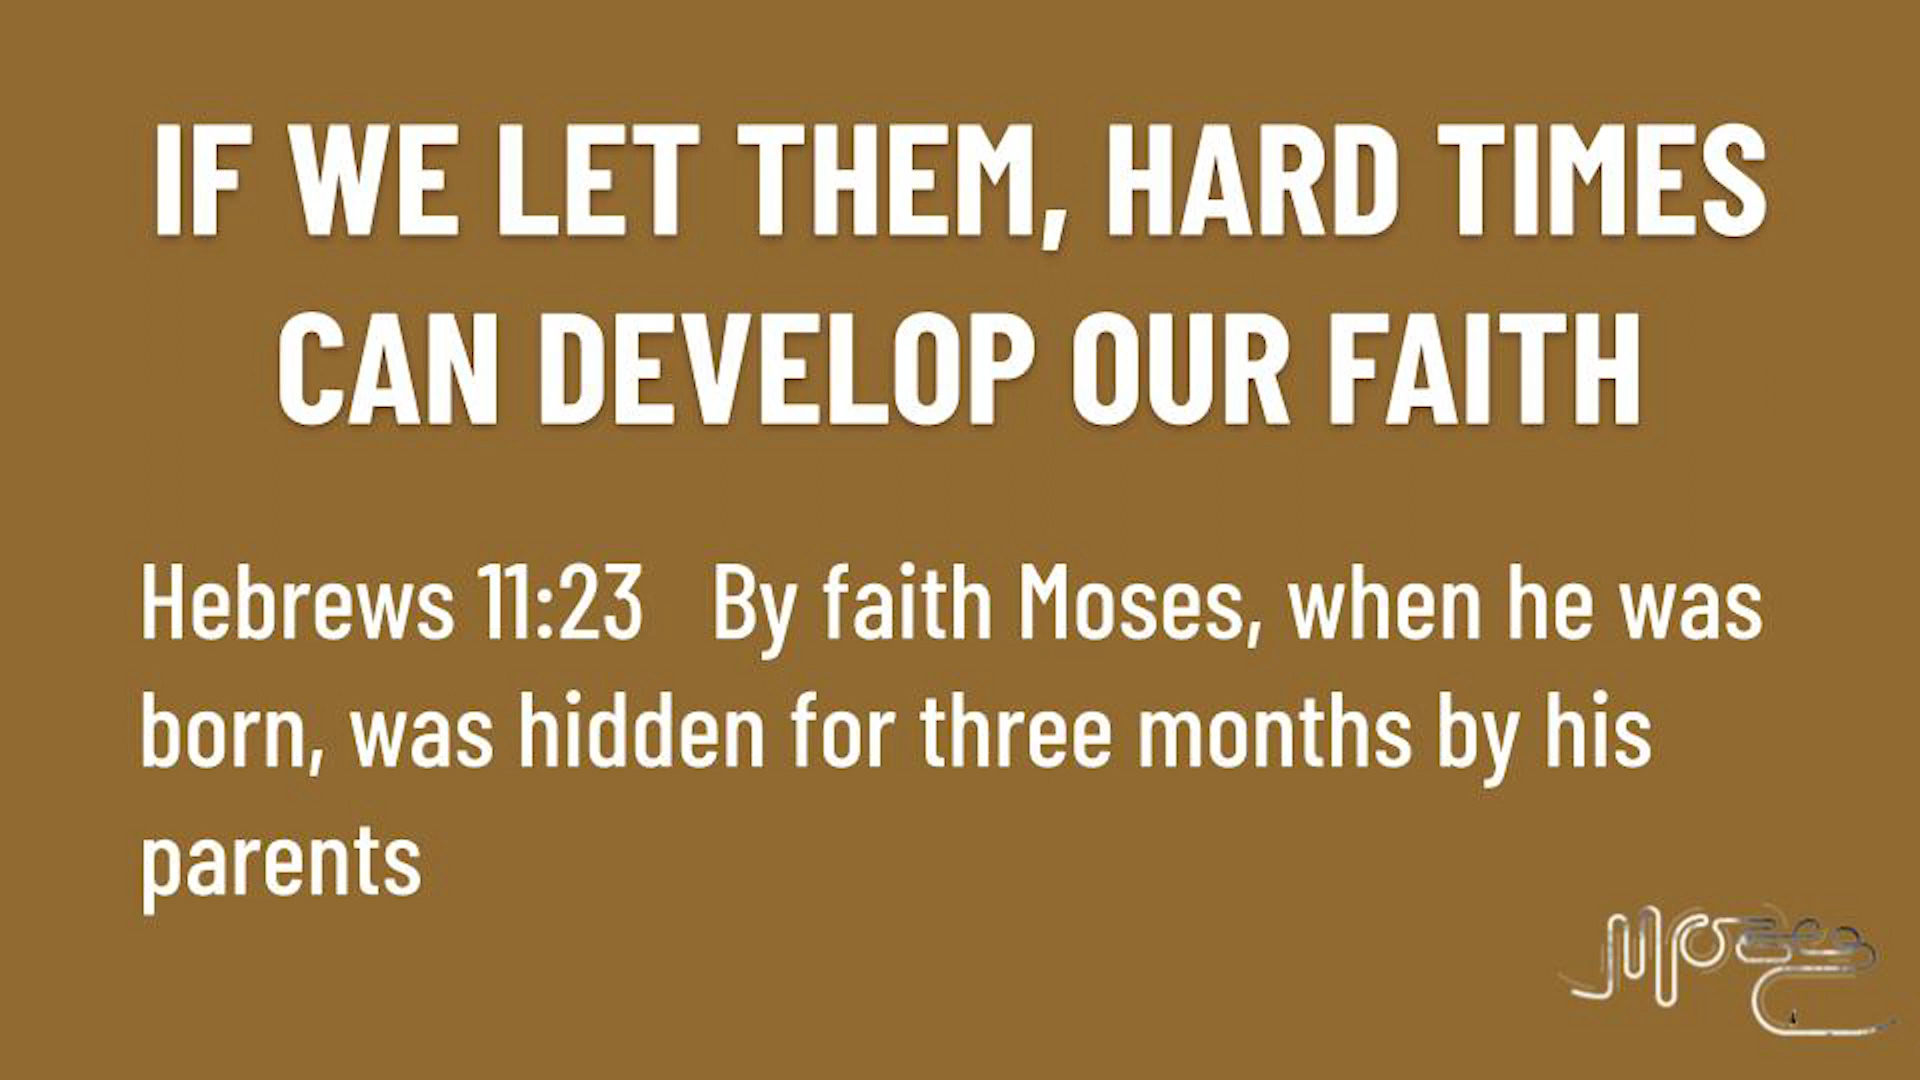 IF WE LET THEM, HARD TIMES
CAN DEVELOP OUR FAITH
Hebrews 11:23   By faith Moses, when he was
born, was hidden for three months by his
parents
Moses